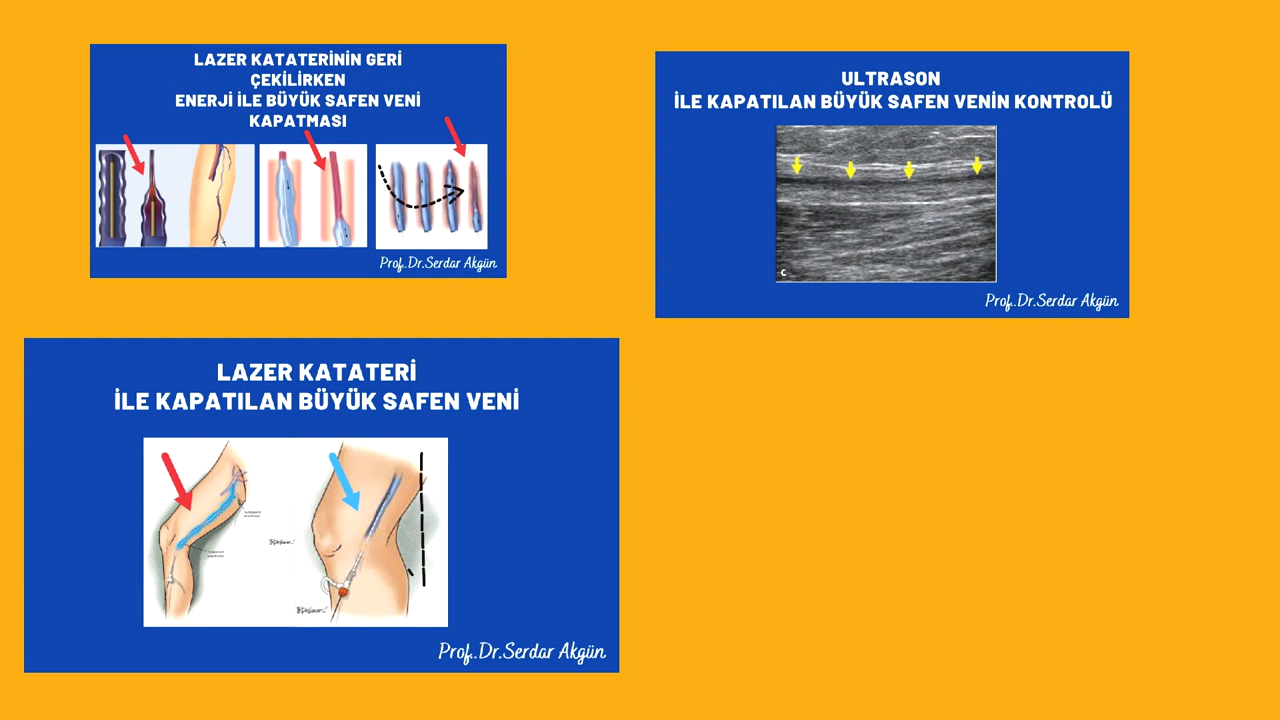 LAZER KATATERİNİN GERİ
ÇEKİLİRKEN
ENERJİ İLE BÜYÜK SAFEN VENİ
KAPATMASI
Prof.Dr.Serdar Akgün
ULTRASON
İLE KAPATILAN BÜYÜK SAFEN VENİN KONTROLÜ
C
Prof.Dr.Serdar Akgün
LAZER KATATERİ
İLE KAPATILAN BÜYÜK SAFEN VENİ
Prof.Dr.Serdar Akgün